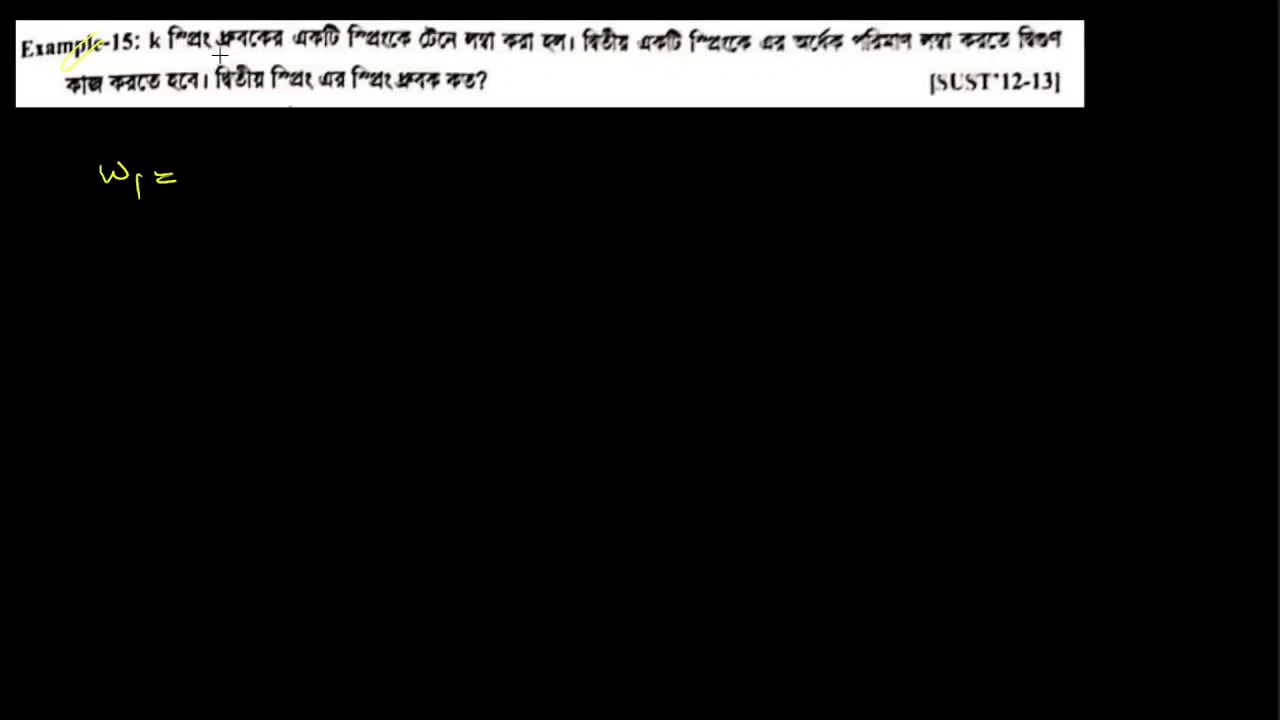 Example-15: k স্প্রিং ধ্রুবকের একটি স্প্রিংকে টেনে লম্বা করা হল। দ্বিতীয় একটি স্প্রিংকে এর অর্ধেক পরিমাণ লম্বা করতে দ্বিগুণ
কাজ করতে হবে। দ্বিতীয় স্প্রিং এর স্প্রিং ধ্রুবক কত? [SUST'12-13]
W₁ =